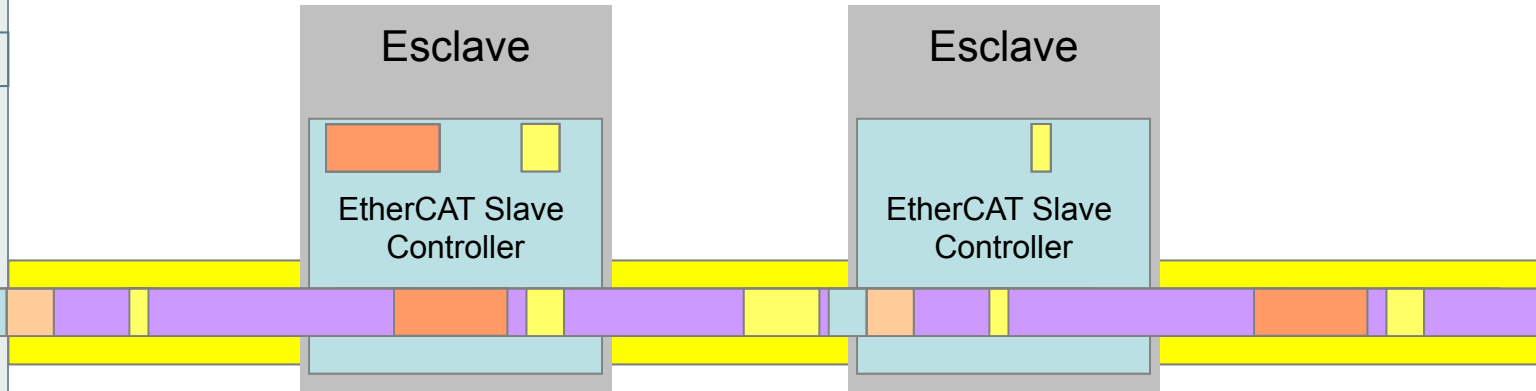 Esclave
EtherCAT Slave
Controller
Esclave
EtherCAT Slave
Controller